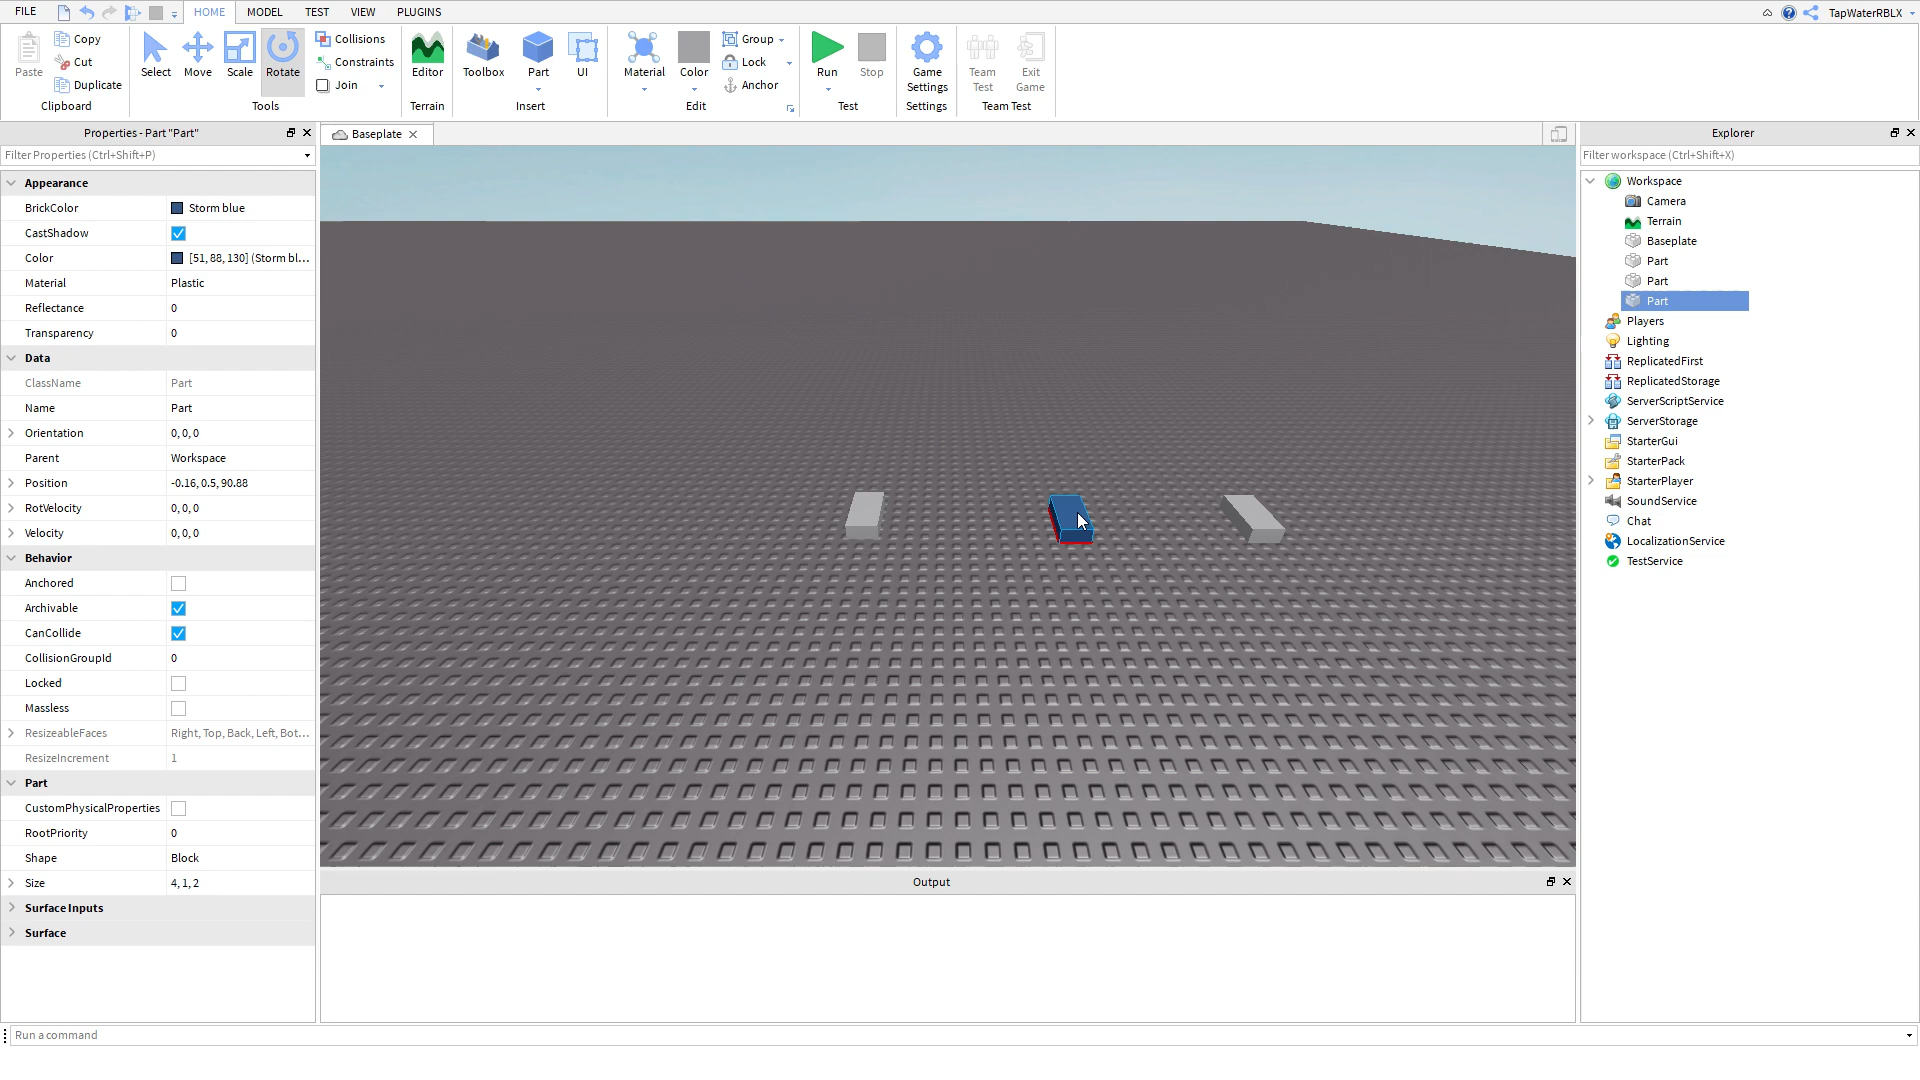 FILE HOME MODEL TEST VIEW PLUGINS TapWaterRBLX
Paste Copy Cut Duplicate Clipboard
Select Move Scale Rotate Collisions Constraints Join Tools
Editor Terrain
Toolbox Part UI Insert
Material Color Group Lock Anchor Edit
Run Stop Test
Game Settings Settings
Team Test Exit Game Team Test
Properties - Part "Part"
Filter Properties (Ctrl+Shift+P)
Appearance
BrickColor Storm blue
CastShadow
Color [51, 88, 130] (Storm bl...
Material Plastic
Reflectance 0
Transparency 0
Data
ClassName Part
Name Part
Orientation 0, 0, 0
Parent Workspace
Position -0.16, 0.5, 90.88
RotVelocity 0, 0, 0
Velocity 0, 0, 0
Behavior
Anchored
Archivable
CanCollide
CollisionGroupId 0
Locked
Massless
ResizeableFaces Right, Top, Back, Left, Bot...
ResizeIncrement 1
Part
CustomPhysicalProperties
RootPriority 0
Shape Block
Size 4, 1, 2
Surface Inputs
Surface
Baseplate
Output
Explorer
Filter workspace (Ctrl+Shift+X)
Workspace
Camera
Terrain
Baseplate
Part
Part
Part
Players
Lighting
ReplicatedFirst
ReplicatedStorage
ServerScriptService
ServerStorage
StarterGui
StarterPack
StarterPlayer
SoundService
Chat
LocalizationService
TestService
Run a command